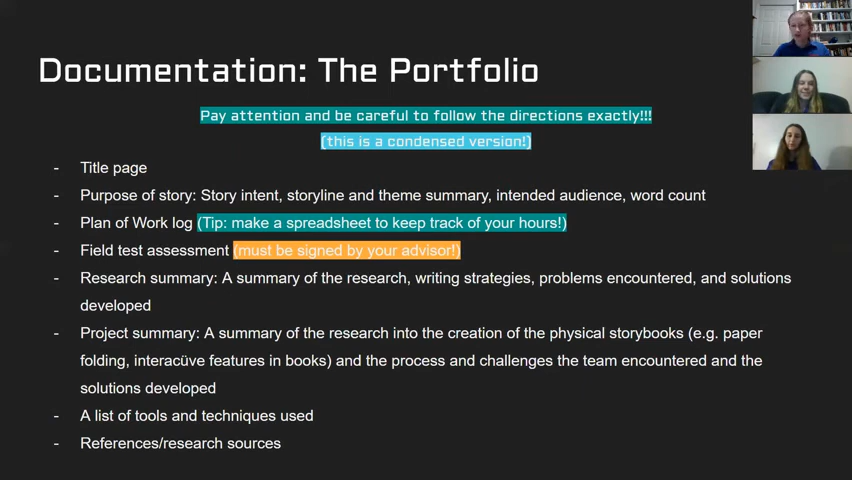 Documentation: The Portfolio
Pay attention and be careful to follow the directions exactly!!!
(this is a condensed version!)
- Title page
- Purpose of story: Story intent, storyline and theme summary, intended audience, word count
- Plan of Work log (Tip: make a spreadsheet to keep track of your hours!)
- Field test assessment (must be signed by your advisor!)
- Research summary: A summary of the research, writing strategies, problems encountered, and solutions
developed
- Project summary: A summary of the research into the creation of the physical storybooks (e.g. paper
folding, interacüve features in books) and the process and challenges the team encountered and the
solutions developed
- A list of tools and techniques used
- References/research sources